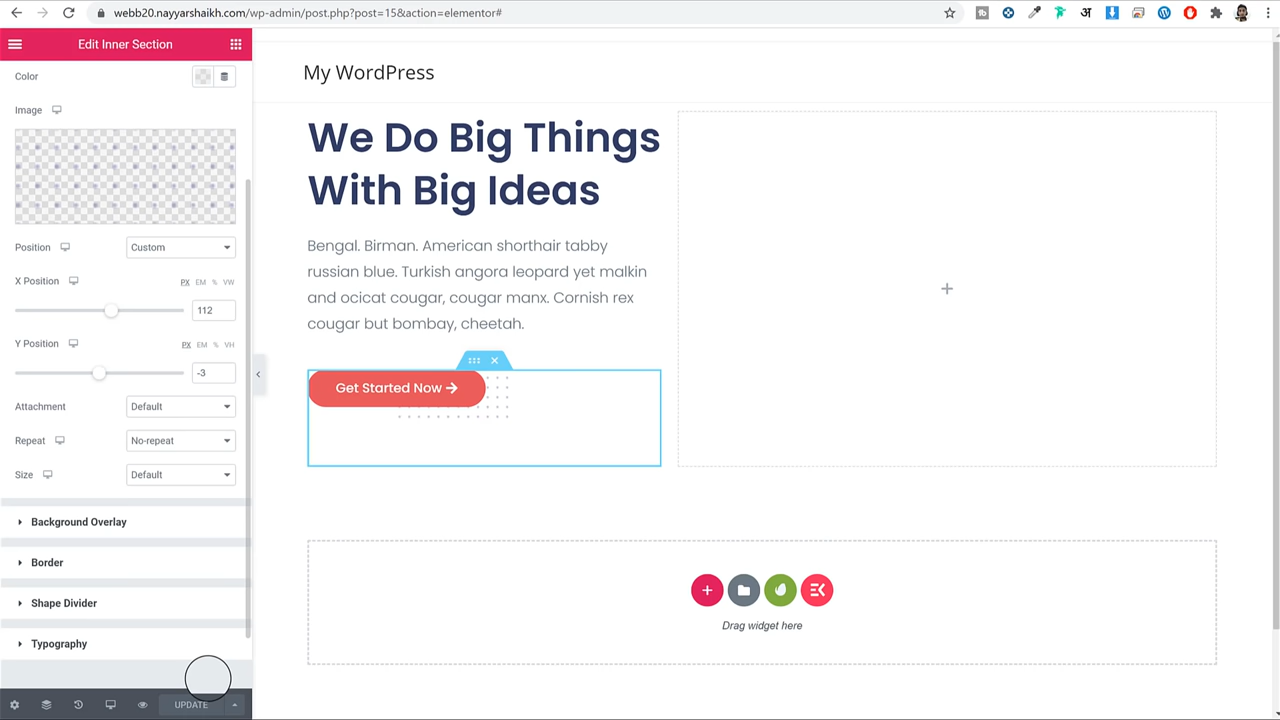 webb20.nayyarshaikh.com/wp-admin/post.php?post=15&action=elementor#
Edit Inner Section
Color
Image
Position
Custom
X Position
PX EM % VW
112
Y Position
PX EM % VH
-3
Attachment
Default
Repeat
No-repeat
Size
Default
Background Overlay
Border
Shape Divider
Typography
UPDATE
My WordPress
We Do Big Things
With Big Ideas
Bengal. Birman. American shorthair tabby
russian blue. Turkish angora leopard yet malkin
and ocicat cougar, cougar manx. Cornish rex
cougar but bombay, cheetah.
Get Started Now
Drag widget here